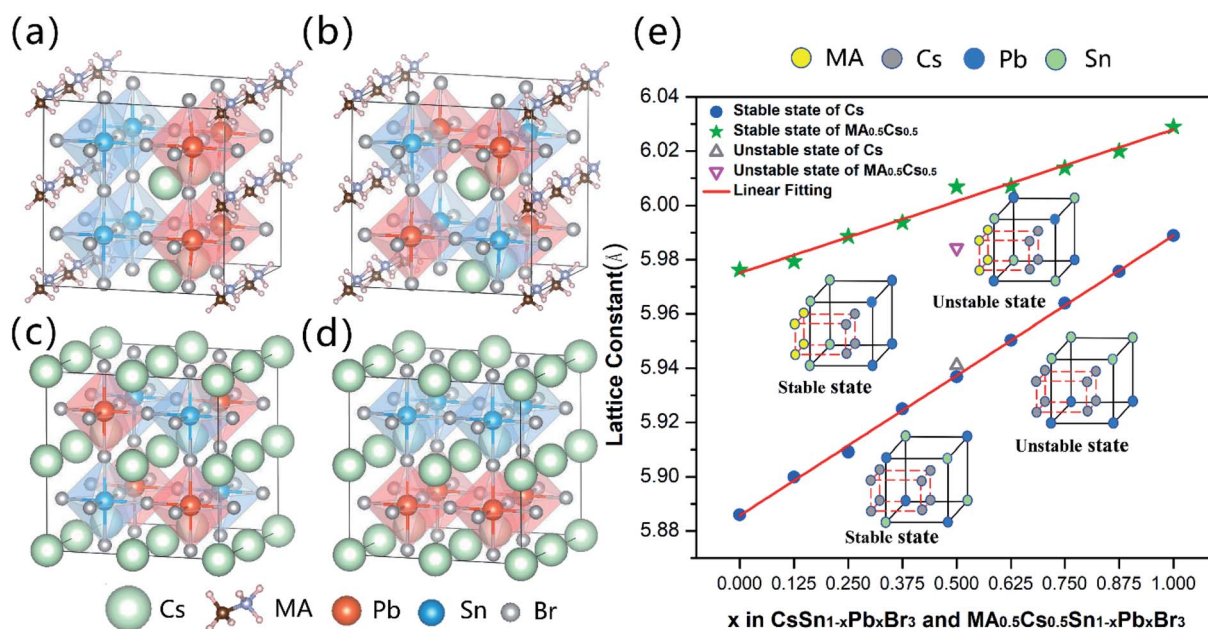 (a)
(b)
(c)
(d)
Cs
MA
Pb
Sn
Br
(e)
MA
Cs
Pb
Sn
Stable state of Cs
Stable state of MA0.5Cs0.5
Unstable state of Cs
Unstable state of MA0.5Cs0.5
Linear Fitting
Lattice Constant(Å)
6.04
6.02
6.00
5.98
5.96
5.94
5.92
5.90
5.88
Unstable state
Stable state
Unstable state
Stable state
0.000 0.125 0.250 0.375 0.500 0.625 0.750 0.875 1.000
x in CsSn1-xPbxBr3 and MA0.5Cs0.5Sn1-xPbxBr3